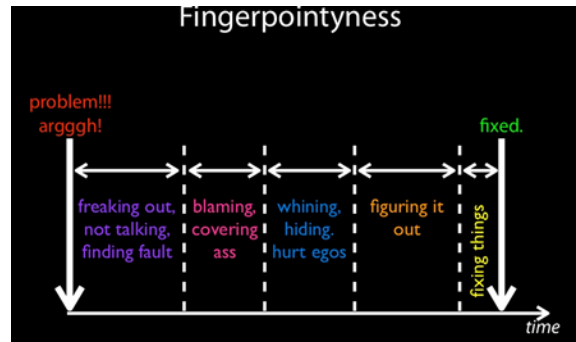 Fingerpointyness
problem!!!
argggh!
fixed.
freaking out,
not talking,
finding fault
blaming,
covering
ass
whining,
hiding.
hurt egos
figuring it
out
fixing things
time